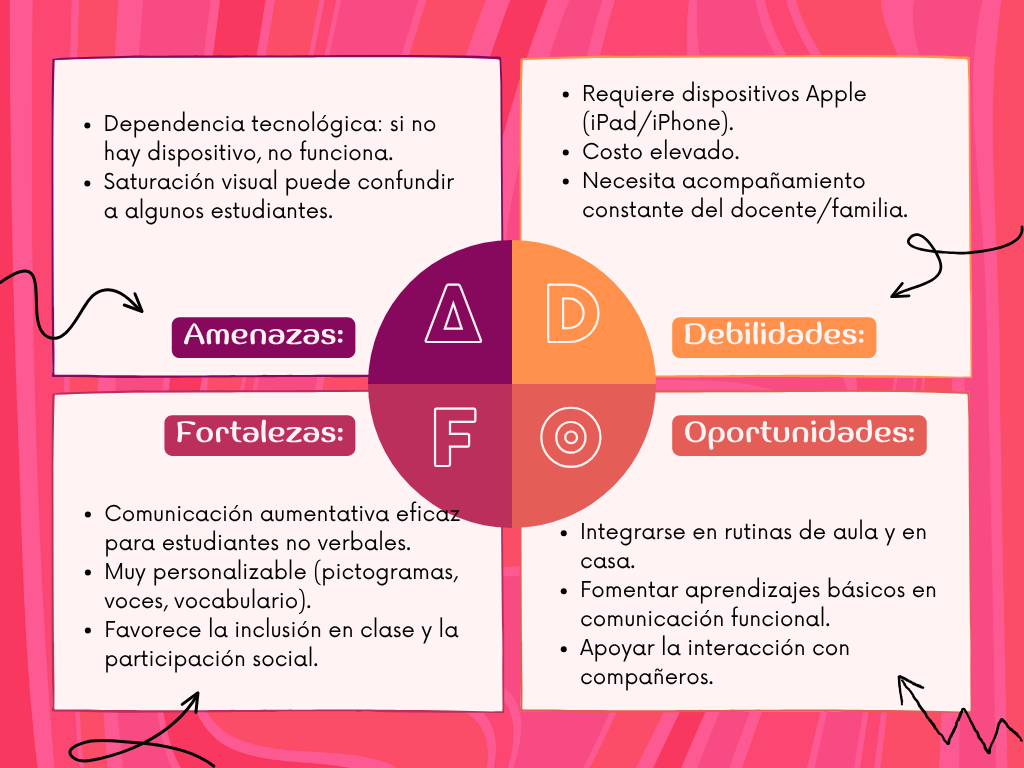 • Dependencia tecnológica: si no
hay dispositivo, no funciona.
• Saturación visual puede confundir
a algunos estudiantes.
Amenazas:
• Requiere dispositivos Apple
(iPad/iPhone).
• Costo elevado.
• Necesita acompañamiento
constante del docente/familia.
Debilidades:
A D
F O
Fortalezas:
• Comunicación aumentativa eficaz
para estudiantes no verbales.
• Muy personalizable (pictogramas,
voces, vocabulario).
• Favorece la inclusión en clase y la
participación social.
Oportunidades:
• Integrarse en rutinas de aula y en
casa.
• Fomentar aprendizajes básicos en
comunicación funcional.
• Apoyar la interacción con
compañeros.